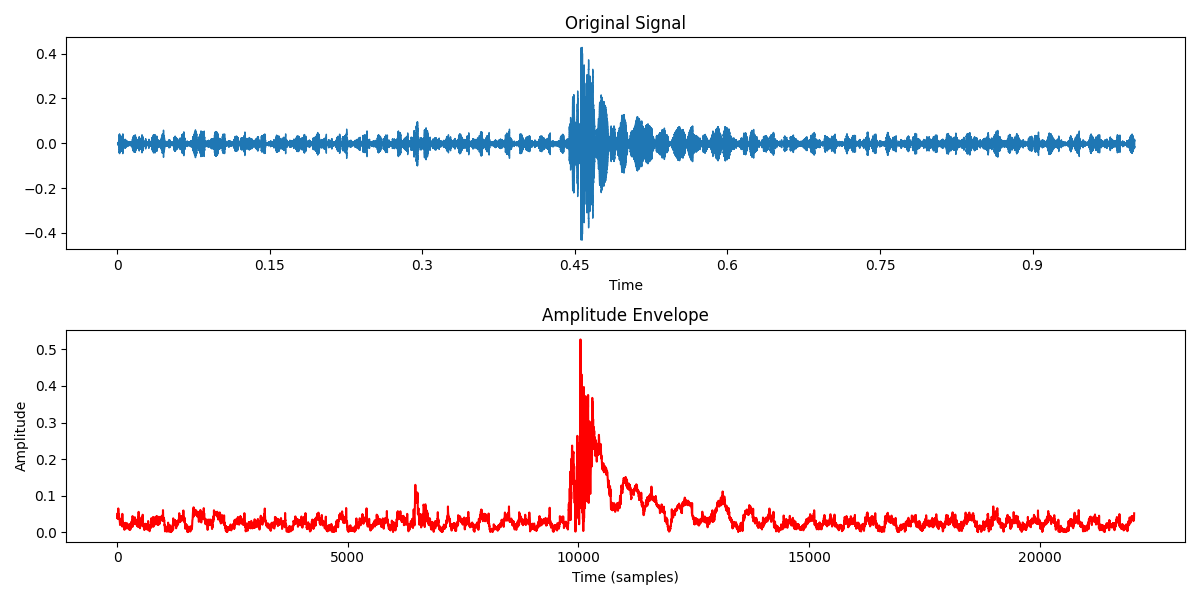 Original Signal
0.4
0.2
0.0
−0.2
−0.4
0 0.15 0.3 0.45 0.6 0.75 0.9
Time
Amplitude Envelope
Amplitude
0.5
0.4
0.3
0.2
0.1
0.0
0 5000 10000 15000 20000
Time (samples)